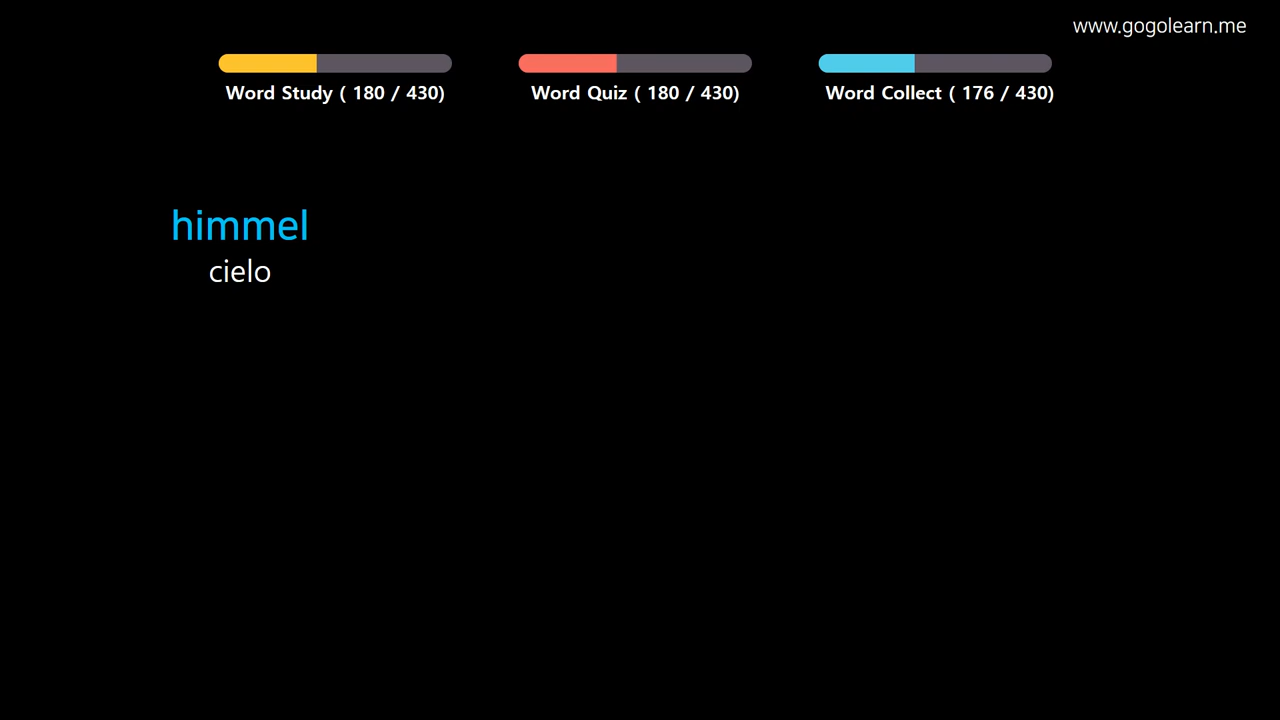 www.gogolearn.me
Word Study ( 180 / 430)
Word Quiz ( 180 / 430)
Word Collect ( 176 / 430)
himmel
cielo